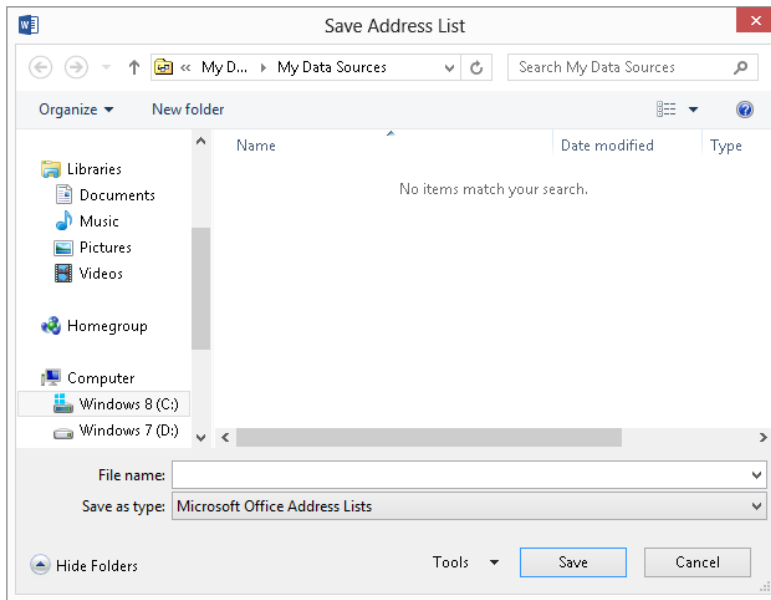 Save Address List
« My D... My Data Sources Search My Data Sources
Organize New folder
Name Date modified Type
No items match your search.
Libraries
Documents
Music
Pictures
Videos
Homegroup
Computer
Windows 8 (C:)
Windows 7 (D:)
File name:
Save as type: Microsoft Office Address Lists
Hide Folders Tools Save Cancel